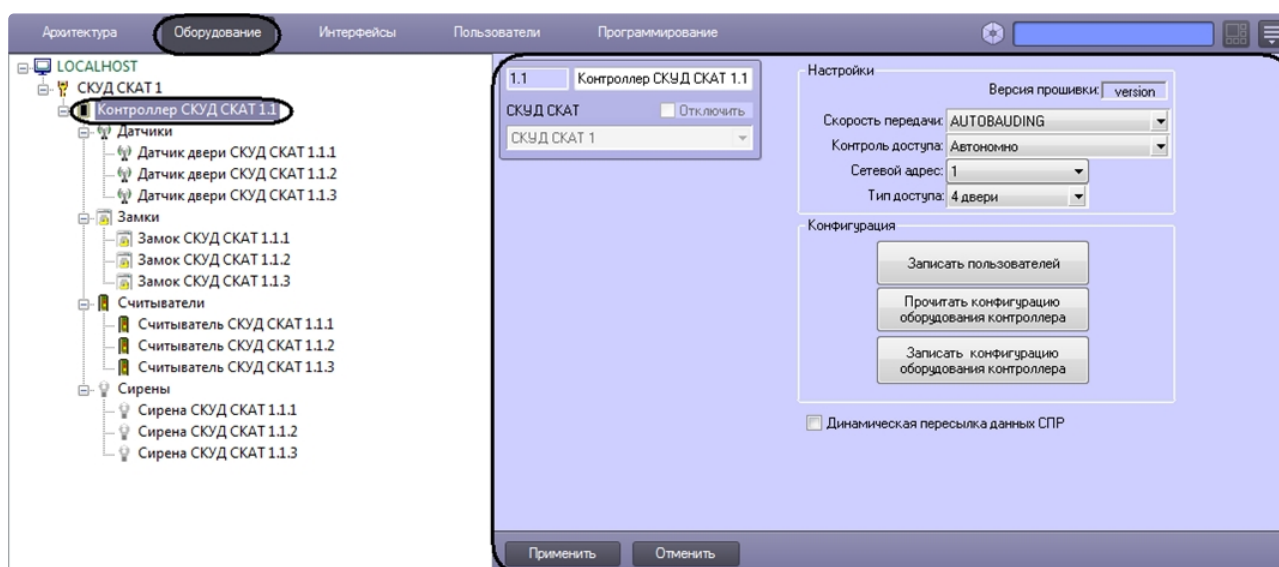 Архитектура Оборудование Интерфейсы Пользователи Программирование
LOCALHOST
СКУД СКАТ 1
Контроллер СКУД СКАТ 1.1
Датчики
Датчик двери СКУД СКАТ 1.1.1
Датчик двери СКУД СКАТ 1.1.2
Датчик двери СКУД СКАТ 1.1.3
Замки
Замок СКУД СКАТ 1.1.1
Замок СКУД СКАТ 1.1.2
Замок СКУД СКАТ 1.1.3
Считыватели
Считыватель СКУД СКАТ 1.1.1
Считыватель СКУД СКАТ 1.1.2
Считыватель СКУД СКАТ 1.1.3
Сирены
Сирена СКУД СКАТ 1.1.1
Сирена СКУД СКАТ 1.1.2
Сирена СКУД СКАТ 1.1.3
1.1 Контроллер СКУД СКАТ 1.1
СКУД СКАТ Отключить
СКУД СКАТ 1
Настройки
Версия прошивки: version
Скорость передачи: AUTOBAUDING
Контроль доступа: Автономно
Сетевой адрес: 1
Тип доступа: 4 двери
Конфигурация
Записать пользователей
Прочитать конфигурацию
оборудования контроллера
Записать конфигурацию
оборудования контроллера
Динамическая пересылка данных СПР
Применить Отменить